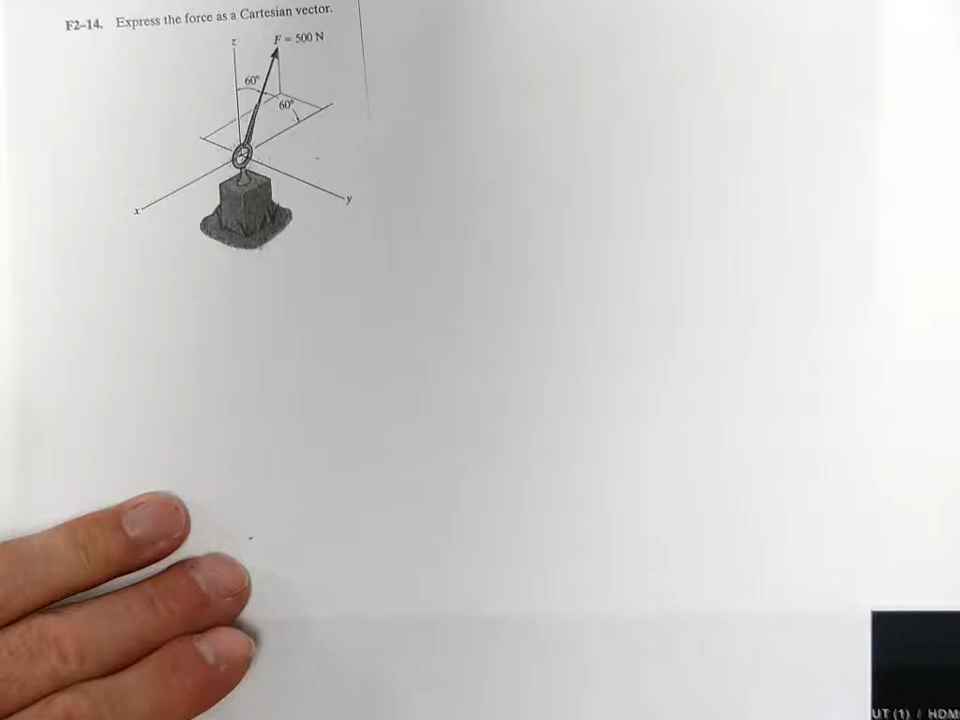 F2–14. Express the force as a Cartesian vector.
z
F = 500 N
60°
60°
x
y
UT (1) / HDM